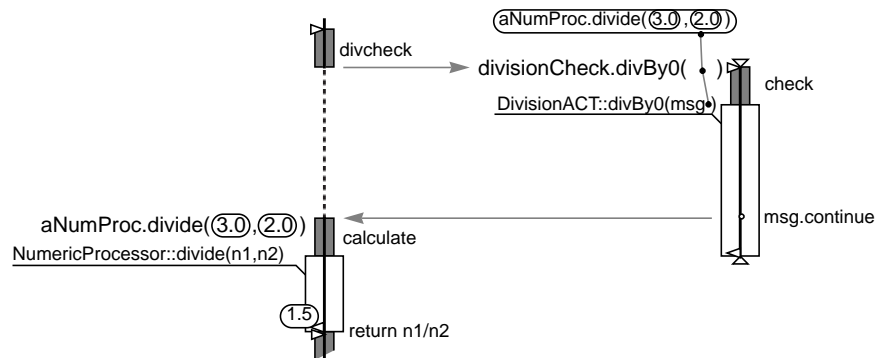 aNumProc.divide(3.0,2.0)
divcheck
divisionCheck.divBy0( )
check
DivisionACT::divBy0(msg)
aNumProc.divide(3.0,2.0)
msg.continue
calculate
NumericProcessor::divide(n1,n2)
1.5
return n1/n2